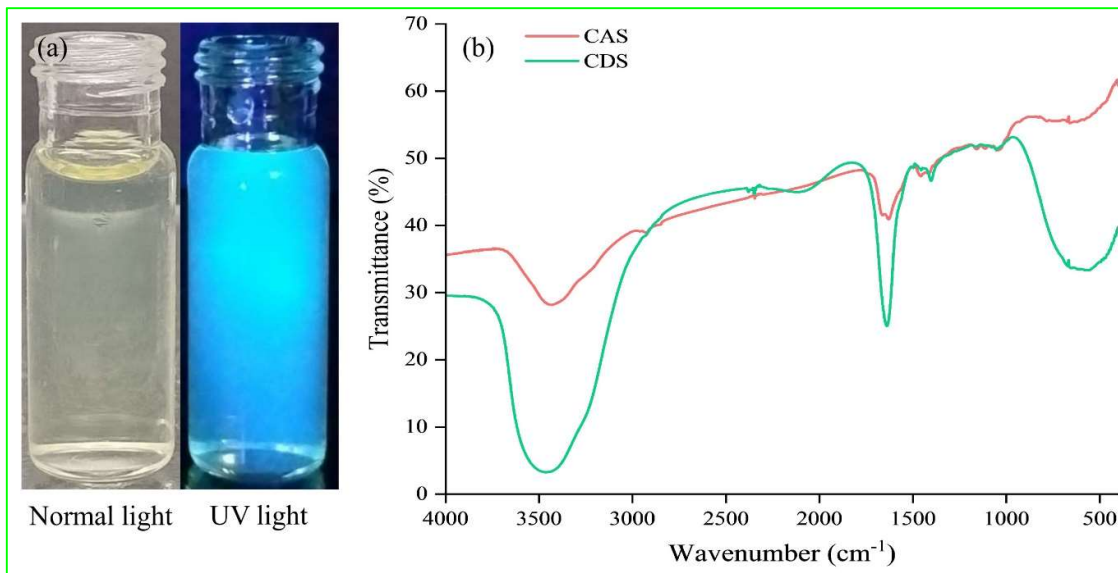 (a)
Normal light
UV light
(b)
CAS
CDS
Transmittance (%)
70
60
50
40
30
20
10
0
4000 3500 3000 2500 2000 1500 1000 500
Wavenumber (cm⁻¹)